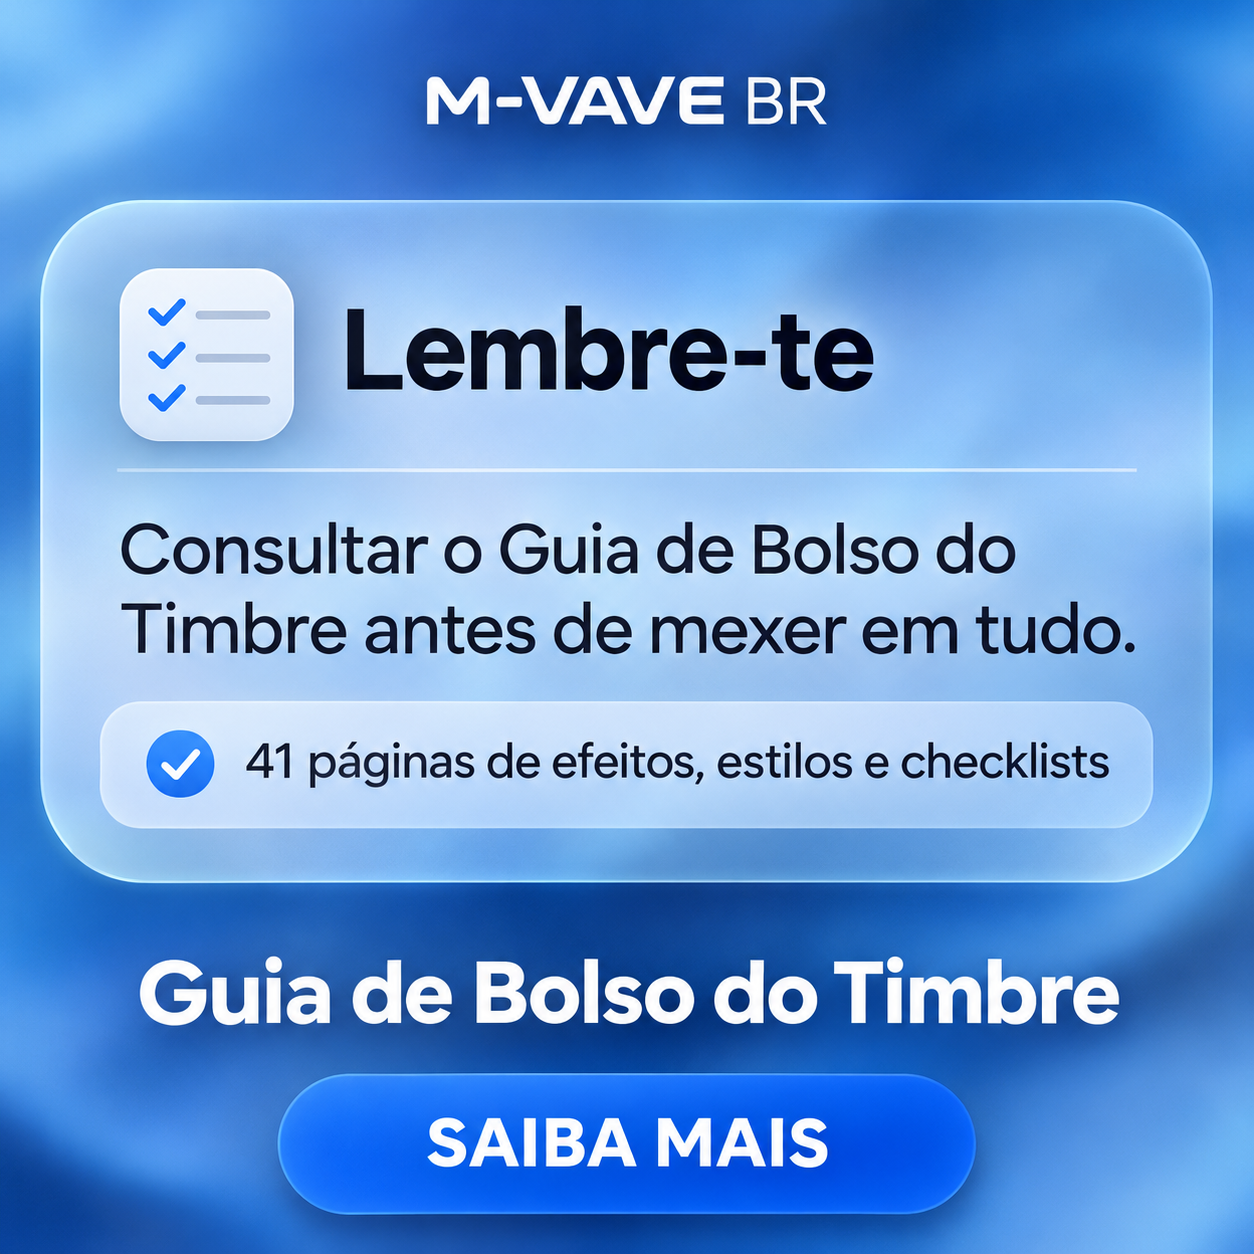 M-VAVE BR
Lembre-te
Consultar o Guia de Bolso do
Timbre antes de mexer em tudo.
41 páginas de efeitos, estilos e checklists
Guia de Bolso do Timbre
SAIBA MAIS